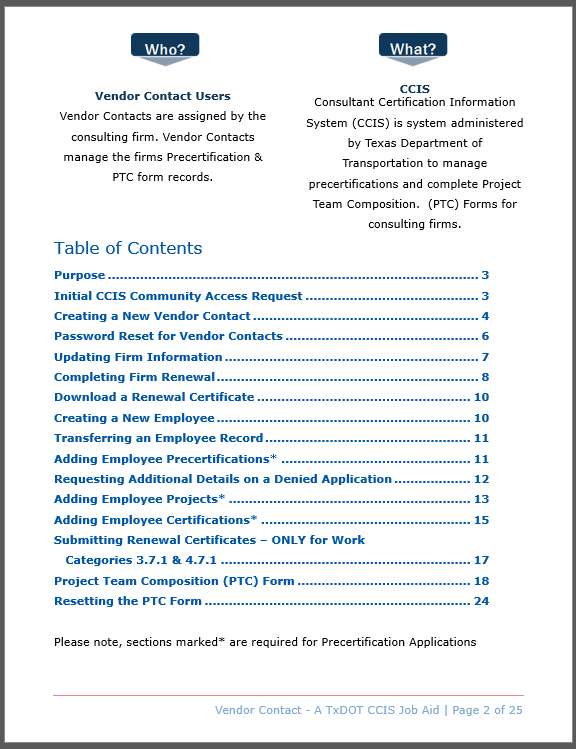 Who?
Vendor Contact Users
Vendor Contacts are assigned by the
consulting firm. Vendor Contacts
manage the firms Precertification &
PTC form records.
What?
CCIS
Consultant Certification Information
System (CCIS) is system administered
by Texas Department of
Transportation to manage
precertifications and complete Project
Team Composition.  (PTC) Forms for
consulting firms.
Table of Contents
Purpose ........................................ 3
Initial CCIS Community Access Request ........................................ 3
Creating a New Vendor Contact ........................................ 4
Password Reset for Vendor Contacts ........................................ 6
Updating Firm Information ........................................ 7
Completing Firm Renewal ........................................ 8
Download a Renewal Certificate ........................................ 10
Creating a New Employee ........................................ 10
Transferring an Employee Record ........................................ 11
Adding Employee Precertifications* ........................................ 11
Requesting Additional Details on a Denied Application .................... 12
Adding Employee Projects* ........................................ 13
Adding Employee Certifications* ........................................ 15
Submitting Renewal Certificates – ONLY for Work
Categories 3.7.1 & 4.7.1 ........................................ 17
Project Team Composition (PTC) Form ........................................ 18
Resetting the PTC Form ........................................ 24
Please note, sections marked* are required for Precertification Applications
Vendor Contact - A TxDOT CCIS Job Aid | Page 2 of 25